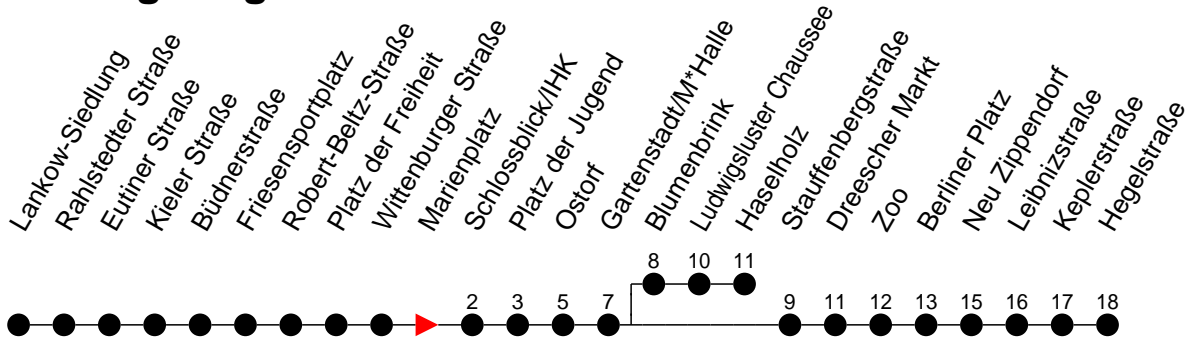 Lankow-Siedlung
Rahlstedter Straße
Eutiner Straße
Kieler Straße
Büdnerstraße
Friesensportplatz
Robert-Beltz-Straße
Platz der Freiheit
Wittenburger Straße
Marienplatz
Schlossblick/IHK
Platz der Jugend
Ostorf
Gartenstadt/M*Halle
Blumenbrink
Ludwigsluster Chaussee
Haselholz
Stauffenbergstraße
Dreescher Markt
Zoo
Berliner Platz
Neu Zippendorf
Leibnizstraße
Keplerstraße
Hegelstraße
8 10 11
2 3 5 7 9 11 12 13 15 16 17 18